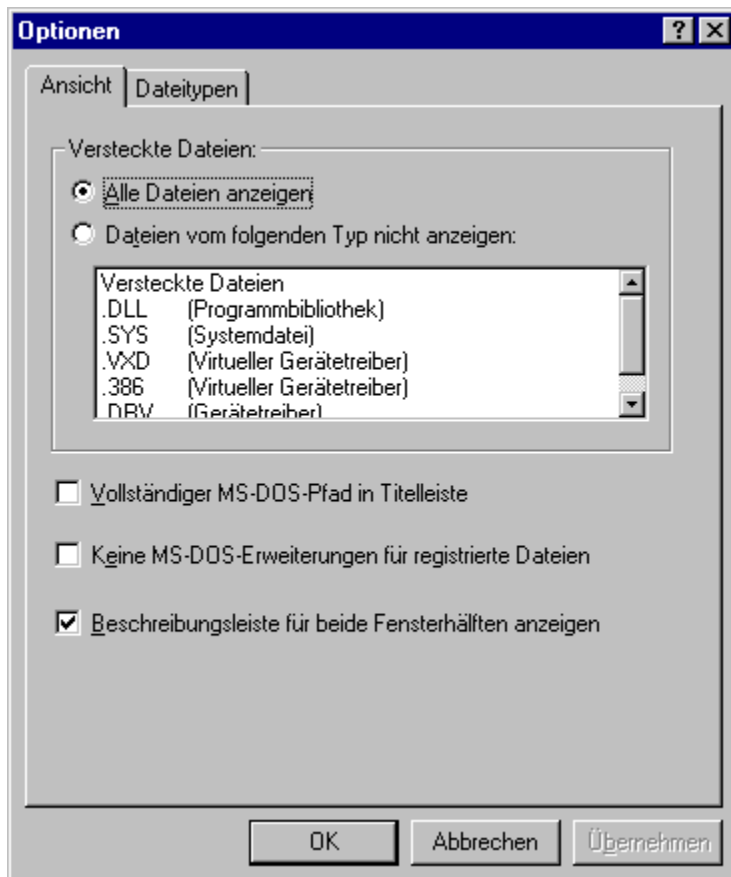 Optionen
Ansicht
Dateitypen
Versteckte Dateien:
Alle Dateien anzeigen
Dateien vom folgenden Typ nicht anzeigen:
Versteckte Dateien
.DLL (Programmbibliothek)
.SYS (Systemdatei)
.VXD (Virtueller Gerätetreiber)
.386 (Virtueller Gerätetreiber)
.DRV (Gerätetreiber)
Vollständiger MS-DOS-Pfad in Titelleiste
Keine MS-DOS-Erweiterungen für registrierte Dateien
Beschreibungsleiste für beide Fensterhälften anzeigen
OK Abbrechen Übernehmen